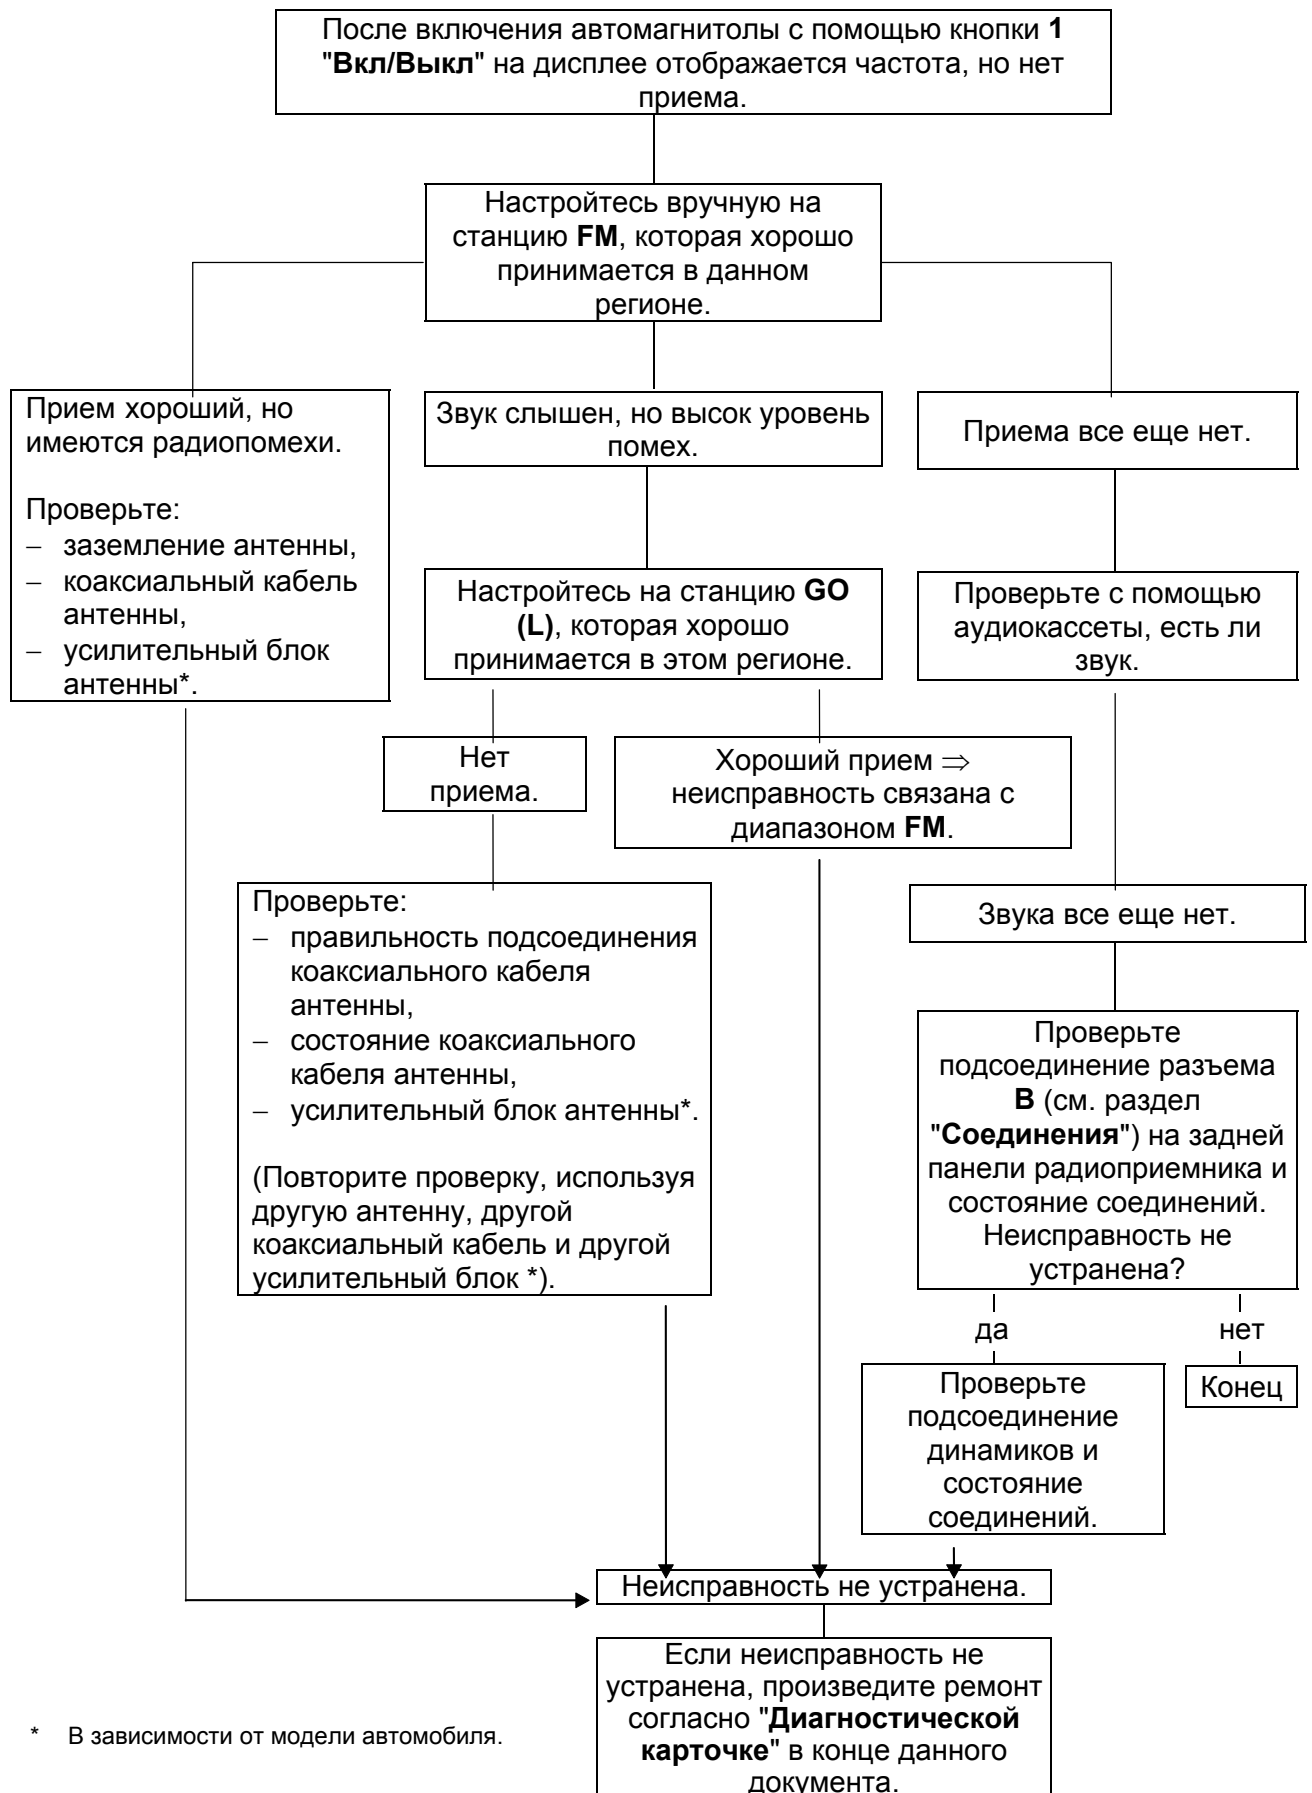 После включения автомагнитолы с помощью кнопки 1
"Вкл/Выкл" на дисплее отображается частота, но нет
приема.
Настройтесь вручную на
станцию FM, которая хорошо
принимается в данном
регионе.
Прием хороший, но
имеются радиопомехи.
Проверьте:
– заземление антенны,
– коаксиальный кабель
антенны,
– усилительный блок
антенны*.
Звук слышен, но высок уровень
помех.
Приема все еще нет.
Настройтесь на станцию GO
(L), которая хорошо
принимается в этом регионе.
Проверьте с помощью
аудиокассеты, есть ли
звук.
Нет
приема.
Хороший прием ⇒
неисправность связана с
диапазоном FM.
Проверьте:
– правильность подсоединения
коаксиального кабеля
антенны,
– состояние коаксиального
кабеля антенны,
– усилительный блок антенны*.
(Повторите проверку, используя
другую антенну, другой
коаксиальный кабель и другой
усилительный блок *).
Звука все еще нет.
Проверьте
подсоединение разъема
B (см. раздел
"Соединения") на задней
панели радиоприемника и
состояние соединений.
Неисправность не
устранена?
да
нет
Проверьте
подсоединение
динамиков и
состояние
соединений.
Конец
Неисправность не устранена.
Если неисправность не
устранена, произведите ремонт
согласно "Диагностической
карточке" в конце данного
документа.
* В зависимости от модели автомобиля.